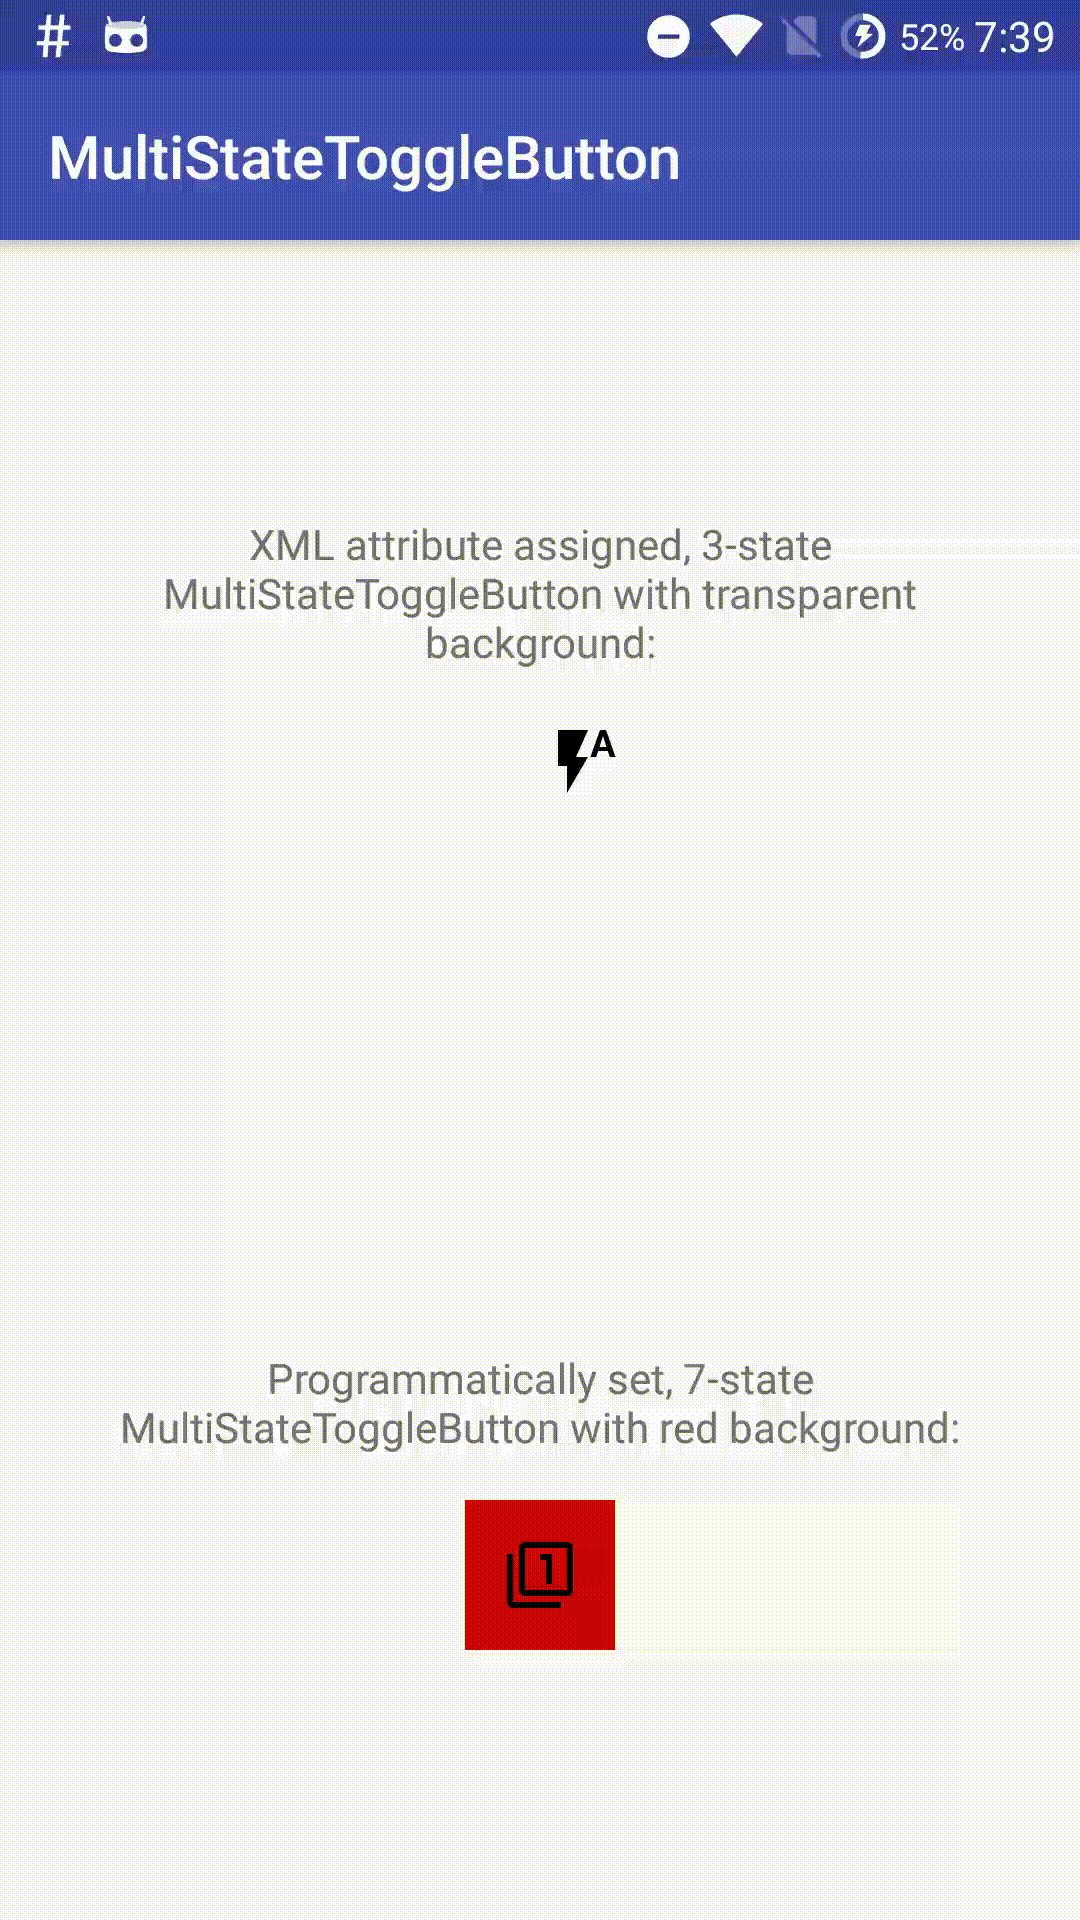 # 52% 7:39
MultiStateToggleButton
XML attribute assigned, 3-state
MultiStateToggleButton with transparent
background:
A
Programmatically set, 7-state
MultiStateToggleButton with red background:
1